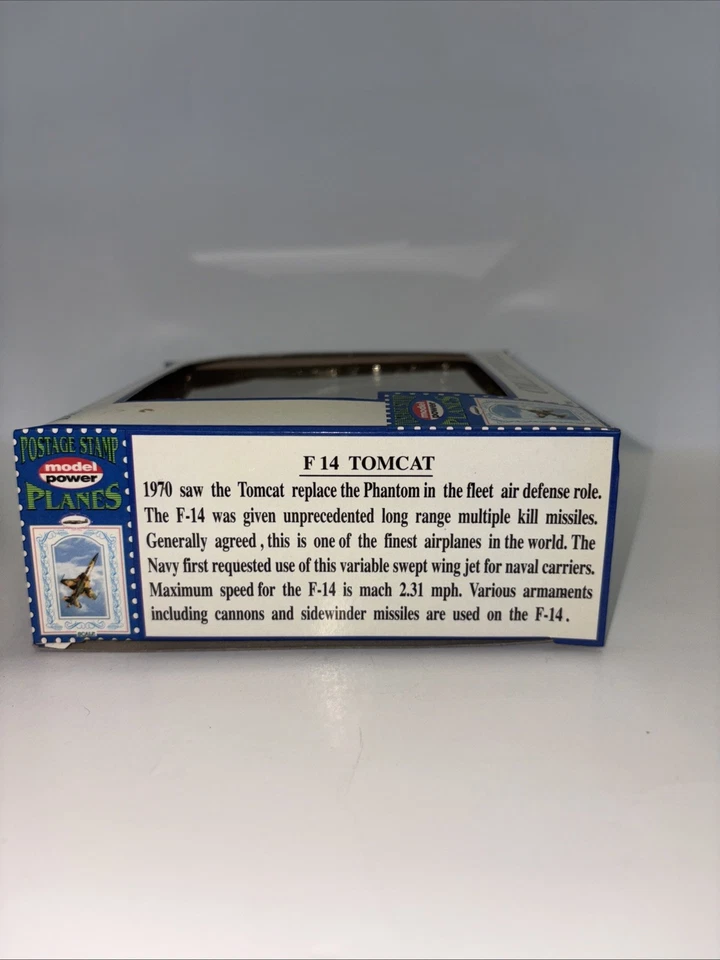 POSTAGE STAMP
model
power
PLANES
SCALE
F 14 TOMCAT
1970 saw the Tomcat replace the Phantom in the fleet air defense role.
The F-14 was given unprecedented long range multiple kill missiles.
Generally agreed , this is one of the finest airplanes in the world. The
Navy first requested use of this variable swept wing jet for naval carriers.
Maximum speed for the F-14 is mach 2.31 mph. Various armaments
including cannons and sidewinder missiles are used on the F-14 .
model
power
PLANES